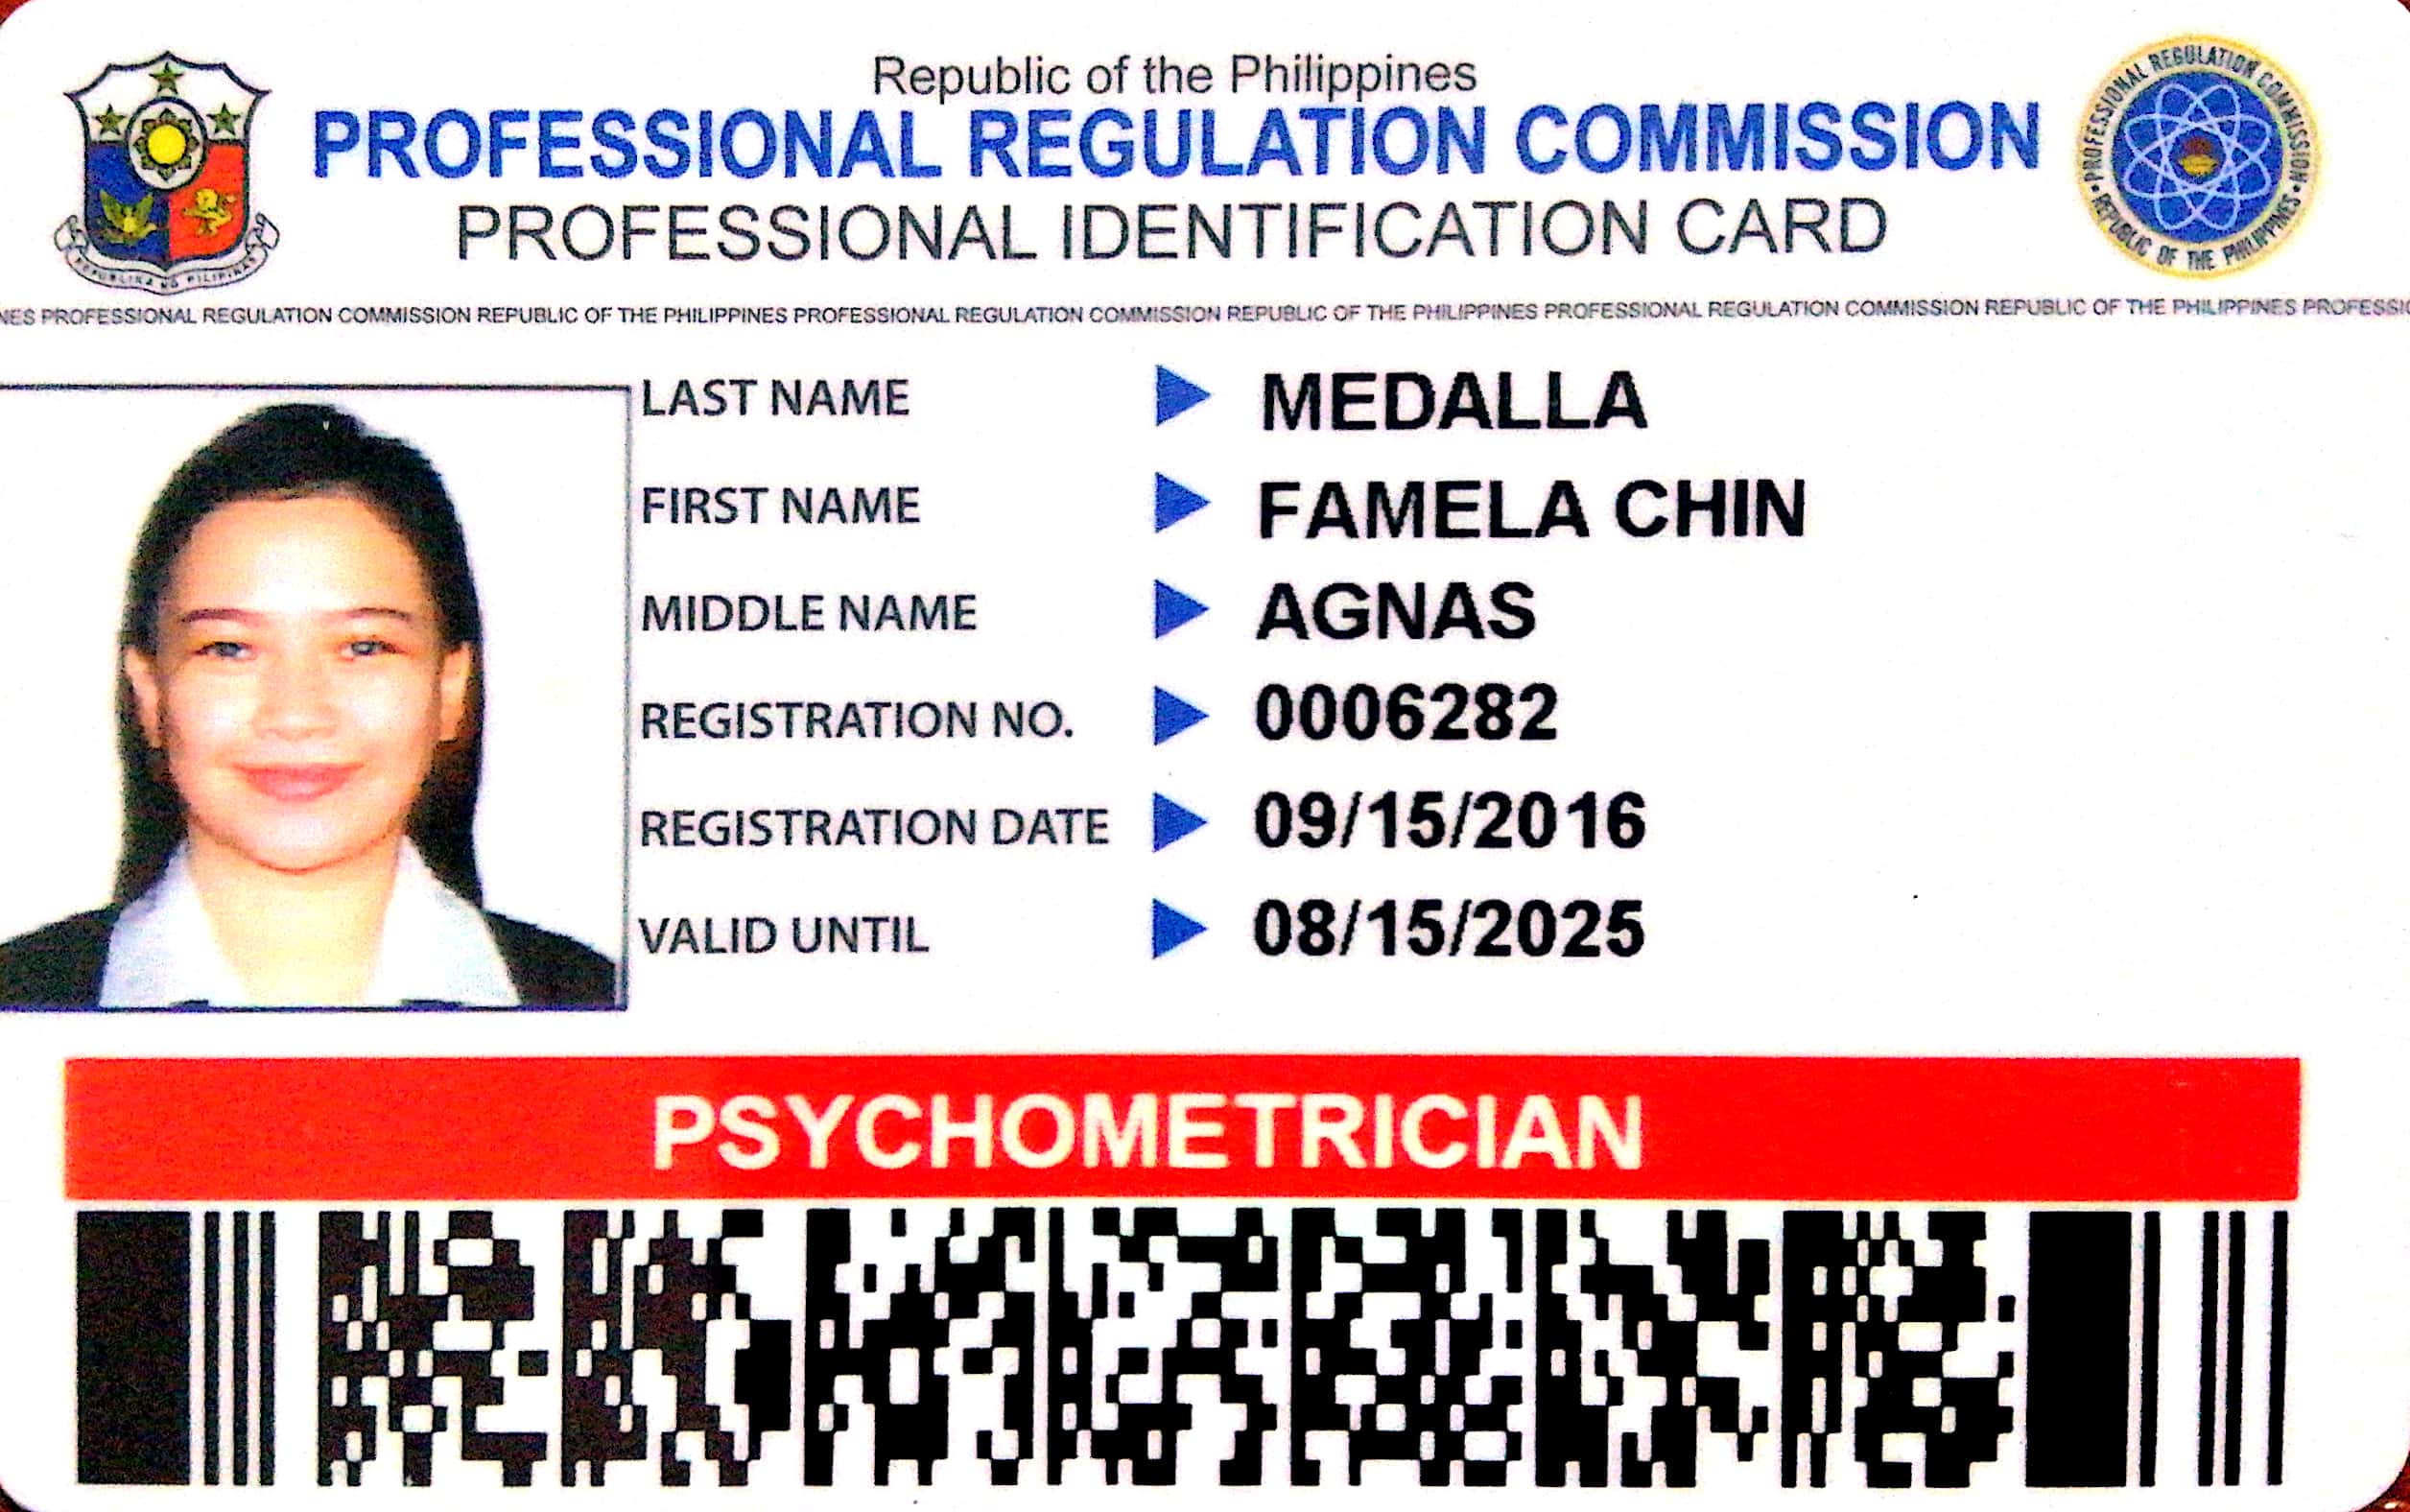 Republic of the Philippines
PROFESSIONAL REGULATION COMMISSION
PROFESSIONAL IDENTIFICATION CARD
PROFESSIONAL REGULATION COMMISSION
REPUBLIC OF THE PHILIPPINES
REPUBLIKA NG PILIPINAS
NES PROFESSIONAL REGULATION COMMISSION REPUBLIC OF THE PHILIPPINES PROFESSIONAL REGULATION COMMISSION REPUBLIC OF THE PHILIPPINES PROFESSIONAL REGULATION COMMISSION REPUBLIC OF THE PHILIPPINES PROFESSIO
LAST NAME MEDALLA
FIRST NAME FAMELA CHIN
MIDDLE NAME AGNAS
REGISTRATION NO. 0006282
REGISTRATION DATE 09/15/2016
VALID UNTIL 08/15/2025
PSYCHOMETRICIAN